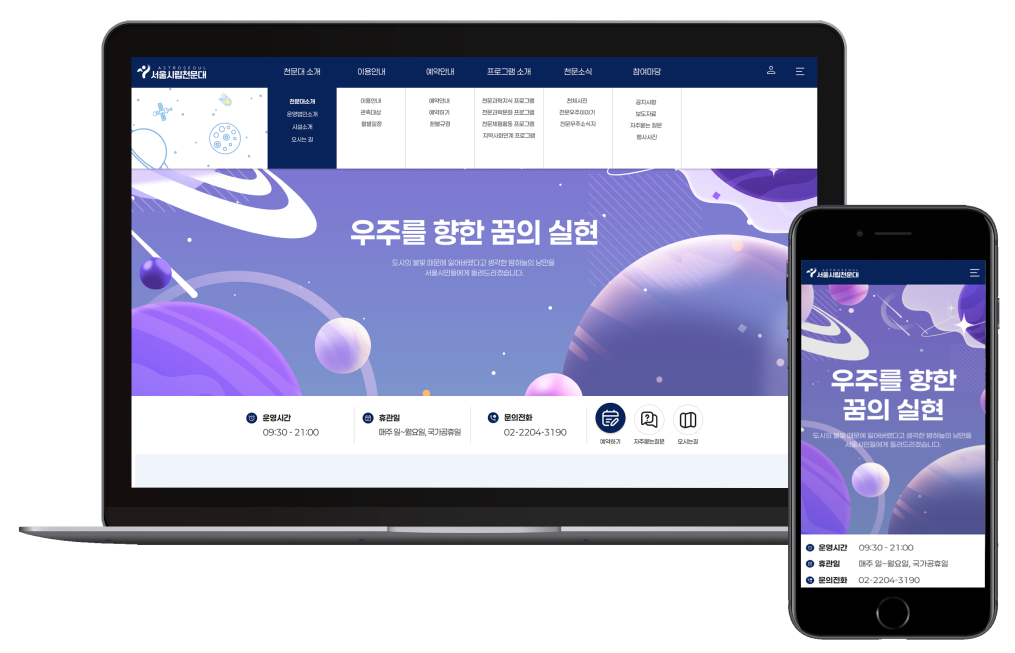 ASTROSEOUL
서울시립천문대
천문대 소개
이용안내
예약안내
프로그램 소개
천문소식
참여마당
천문대소개
운영법인소개
시설소개
오시는 길
이용안내
관측대상
월별일정
예약안내
예약하기
환불규정
천문과학지식 프로그램
천문과학문화 프로그램
천문체험활동 프로그램
지역사회연계 프로그램
천체사진
천문우주이야기
천문우주소식지
공지사항
보도자료
자주묻는 질문
행사사진
우주를 향한 꿈의 실현
도시의 불빛 때문에 잃어버렸다고 생각한 밤하늘의 낭만을
서울시민들에게 돌려드리겠습니다.
운영시간
09:30 - 21:00
휴관일
매주 일~월요일, 국가공휴일
문의전화
02-2204-3190
예약하기
자주묻는질문
오시는길
ASTROSEOUL
서울시립천문대
우주를 향한
꿈의 실현
도시의 불빛 때문에 잃어버렸다고 생각한 밤하늘의 낭만을
서울시민들에게 돌려드리겠습니다.
운영시간 09:30 - 21:00
휴관일 매주 일~월요일, 국가공휴일
문의전화 02-2204-3190